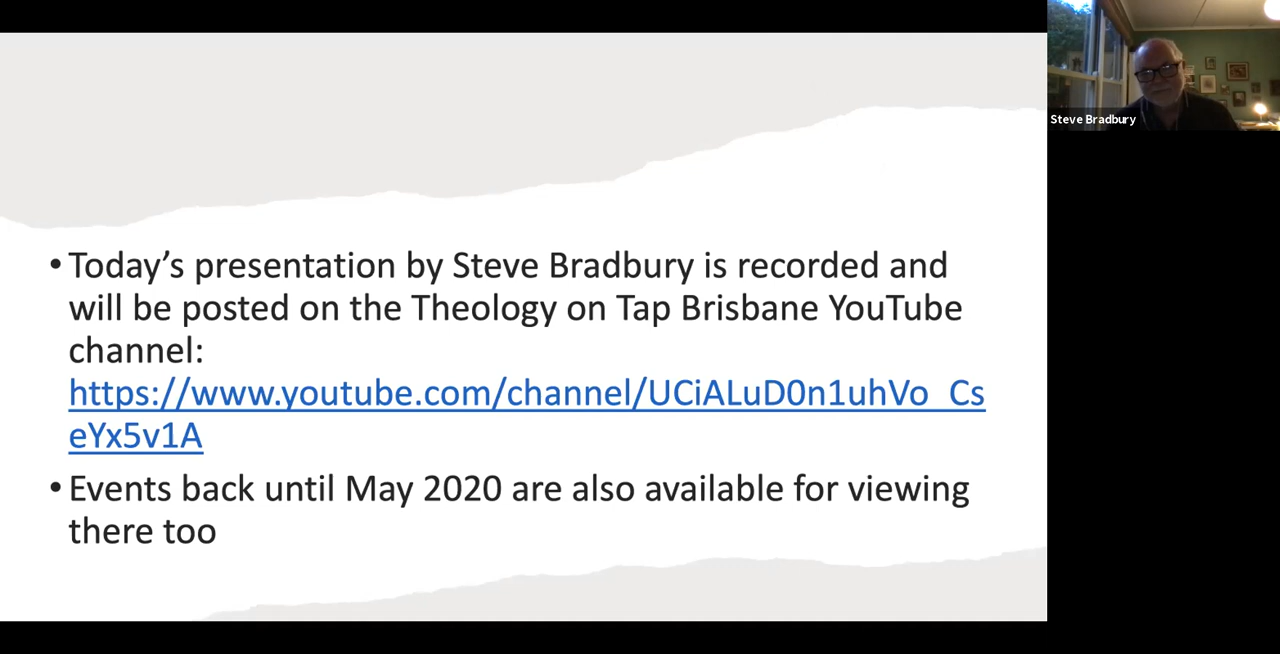 Steve Bradbury
• Today’s presentation by Steve Bradbury is recorded and
will be posted on the Theology on Tap Brisbane YouTube
channel:
https://www.youtube.com/channel/UCiALuD0n1uhVo_Cs
eYx5v1A
• Events back until May 2020 are also available for viewing
there too